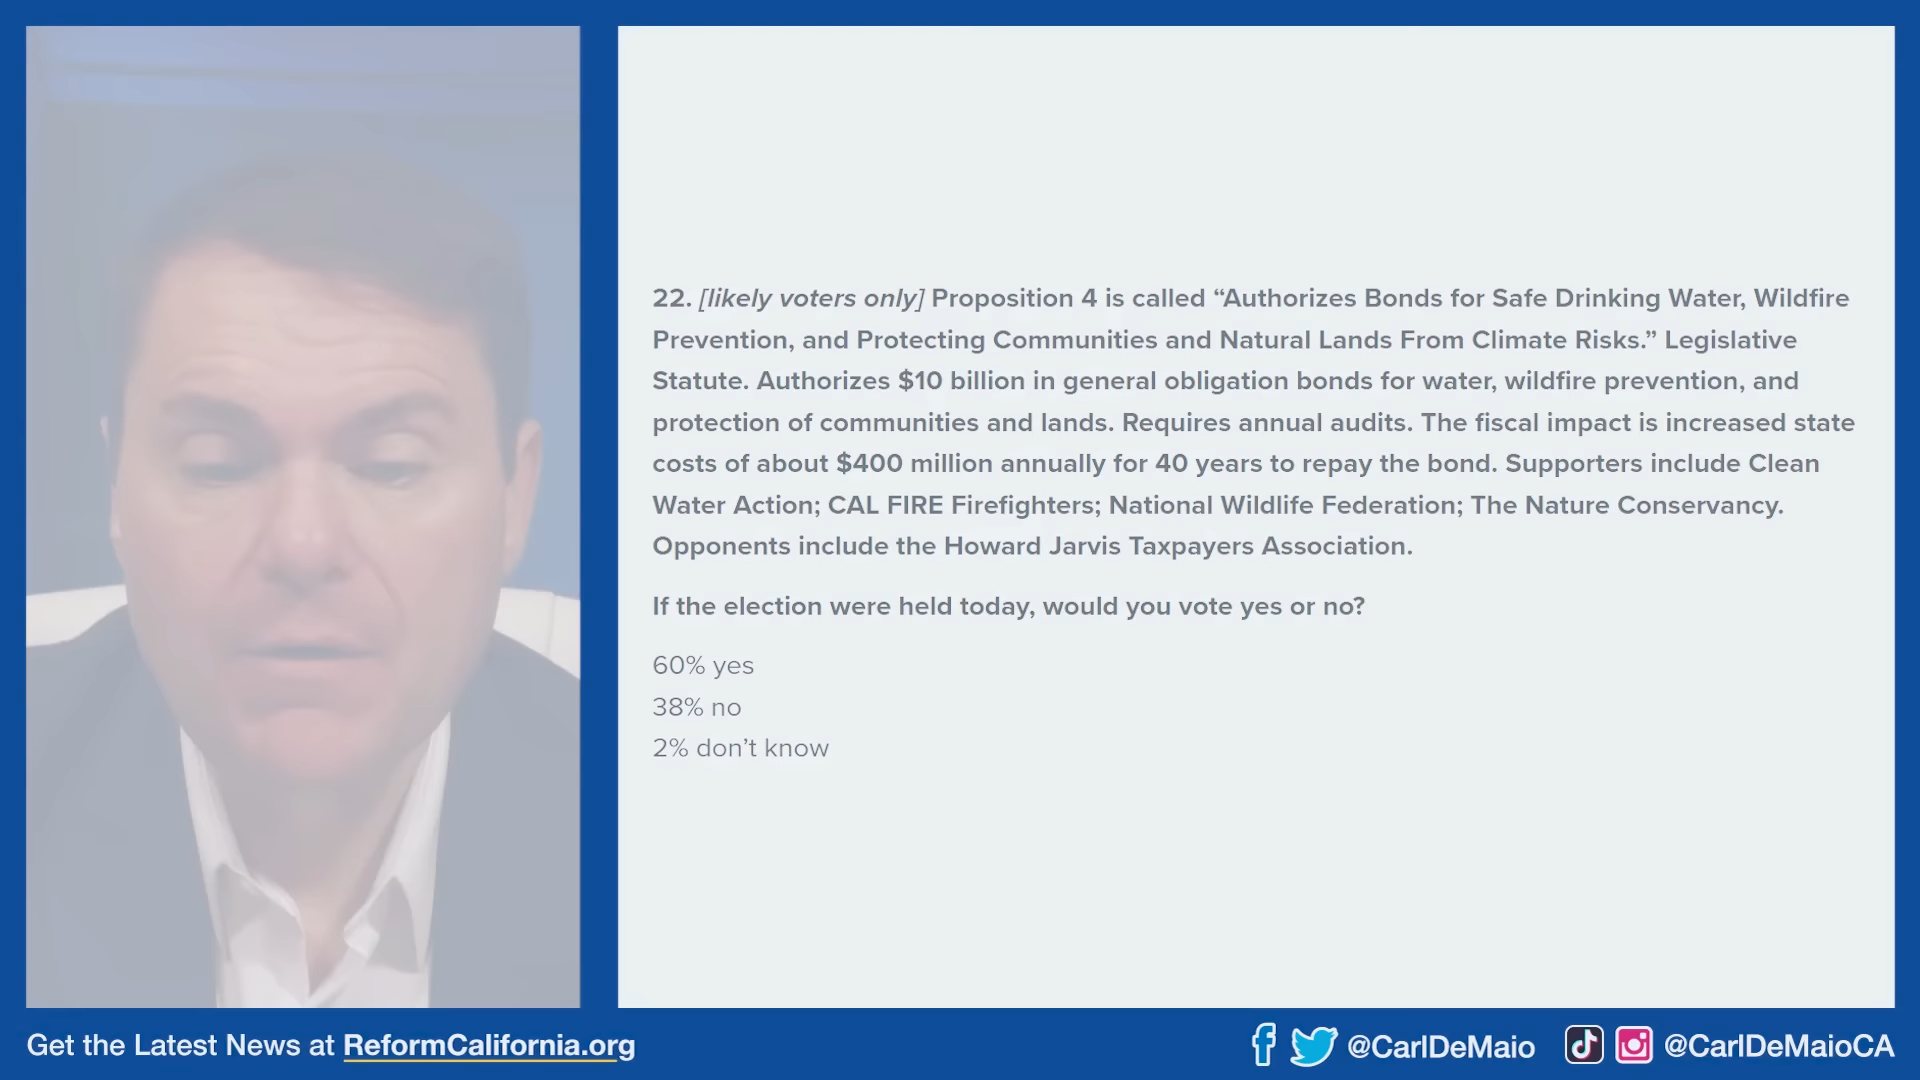 22. [likely voters only] Proposition 4 is called “Authorizes Bonds for Safe Drinking Water, Wildfire
Prevention, and Protecting Communities and Natural Lands From Climate Risks.” Legislative
Statute. Authorizes $10 billion in general obligation bonds for water, wildfire prevention, and
protection of communities and lands. Requires annual audits. The fiscal impact is increased state
costs of about $400 million annually for 40 years to repay the bond. Supporters include Clean
Water Action; CAL FIRE Firefighters; National Wildlife Federation; The Nature Conservancy.
Opponents include the Howard Jarvis Taxpayers Association.
If the election were held today, would you vote yes or no?
60% yes
38% no
2% don’t know
Get the Latest News at ReformCalifornia.org
@CarlDeMaio
@CarlDeMaioCA